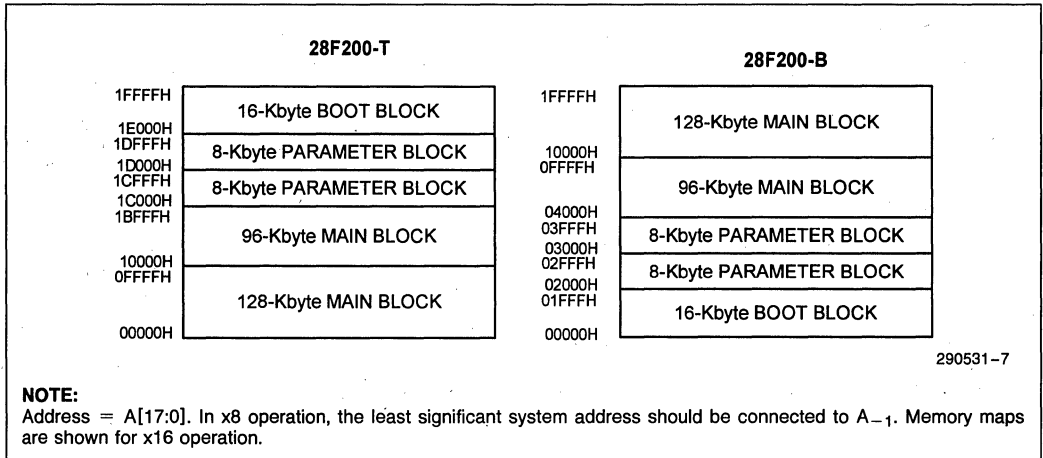 28F200-T
1FFFFH
16-Kbyte BOOT BLOCK
1E000H
1DFFFH
8-Kbyte PARAMETER BLOCK
1D000H
1CFFFH
8-Kbyte PARAMETER BLOCK
1C000H
1BFFFH
96-Kbyte MAIN BLOCK
10000H
0FFFFH
128-Kbyte MAIN BLOCK
00000H
28F200-B
1FFFFH
128-Kbyte MAIN BLOCK
10000H
0FFFFH
96-Kbyte MAIN BLOCK
04000H
03FFFH
8-Kbyte PARAMETER BLOCK
03000H
02FFFH
8-Kbyte PARAMETER BLOCK
02000H
01FFFH
16-Kbyte BOOT BLOCK
00000H
290531-7
NOTE:
Address = A[17:0]. In x8 operation, the least significant system address should be connected to A₋₁. Memory maps
are shown for x16 operation.